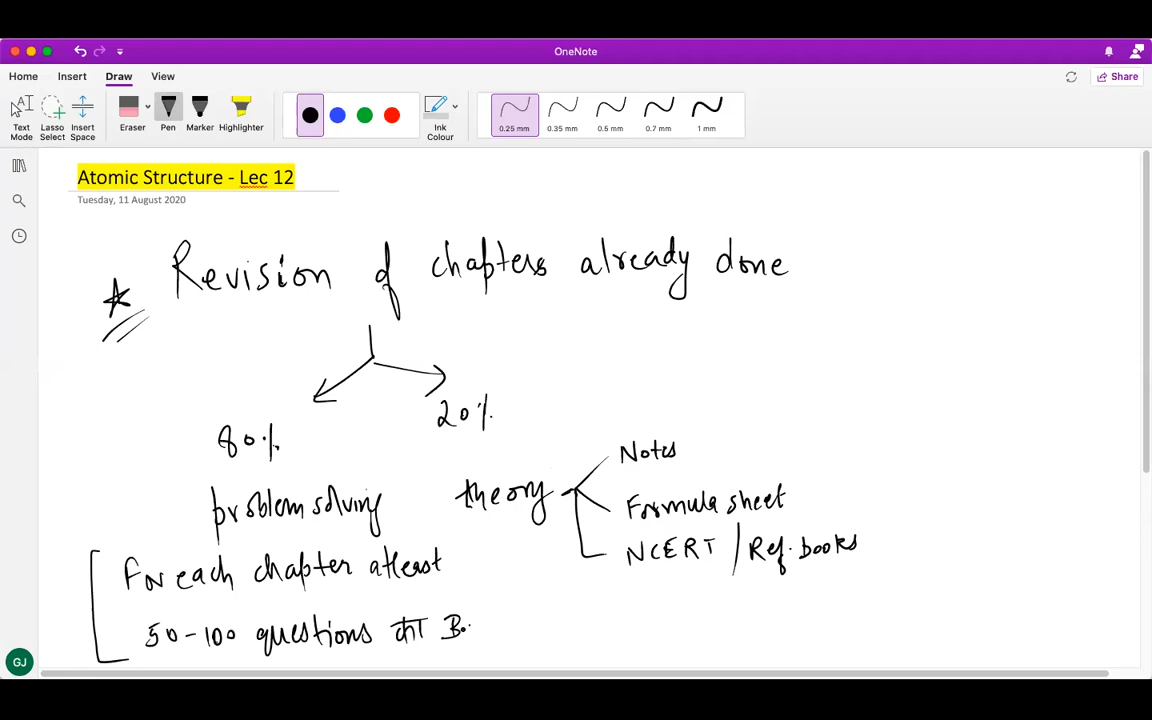 OneNote
Home Insert Draw View
Share
Text Mode
Lasso Select
Insert Space
Eraser
Pen
Marker
Highlighter
Ink Colour
0.25 mm
0.35 mm
0.5 mm
0.7 mm
1 mm
Atomic Structure - Lec 12
Tuesday, 11 August 2020
Revision of chapters already done
80% 20%
problem solving theory
Notes
Formula sheet
NCERT / Ref. books
For each chapter atleast
50-100 questions
GJ